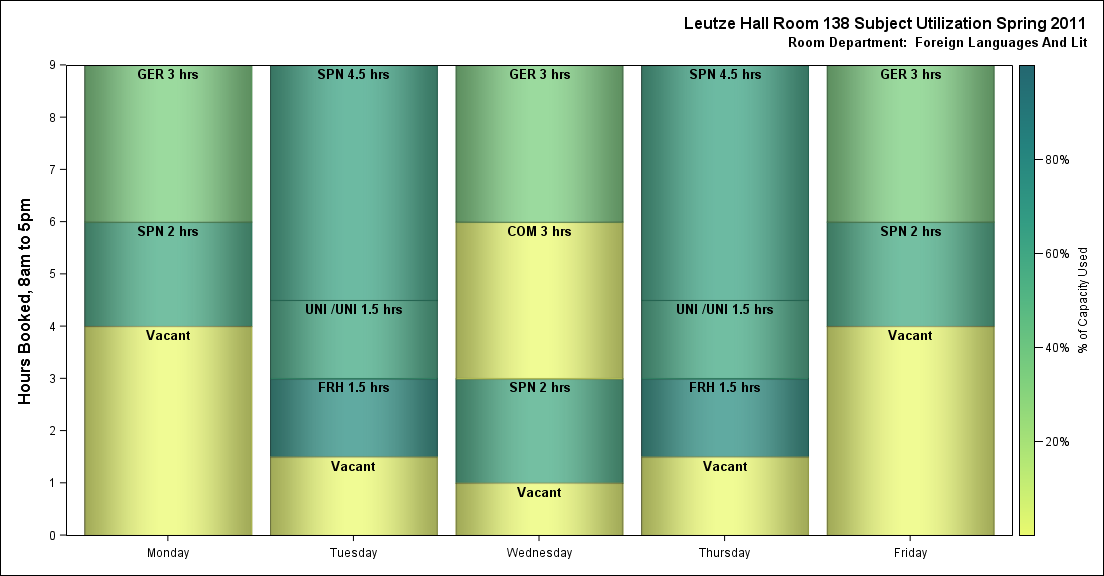 Leutze Hall Room 138 Subject Utilization Spring 2011
Room Department:  Foreign Languages And Lit
Hours Booked, 8am to 5pm
9
8
7
6
5
4
3
2
1
0
GER 3 hrs
SPN 2 hrs
Vacant
Monday
SPN 4.5 hrs
UNI /UNI 1.5 hrs
FRH 1.5 hrs
Vacant
Tuesday
GER 3 hrs
COM 3 hrs
SPN 2 hrs
Vacant
Wednesday
SPN 4.5 hrs
UNI /UNI 1.5 hrs
FRH 1.5 hrs
Vacant
Thursday
GER 3 hrs
SPN 2 hrs
Vacant
Friday
80%
60%
40%
20%
% of Capacity Used